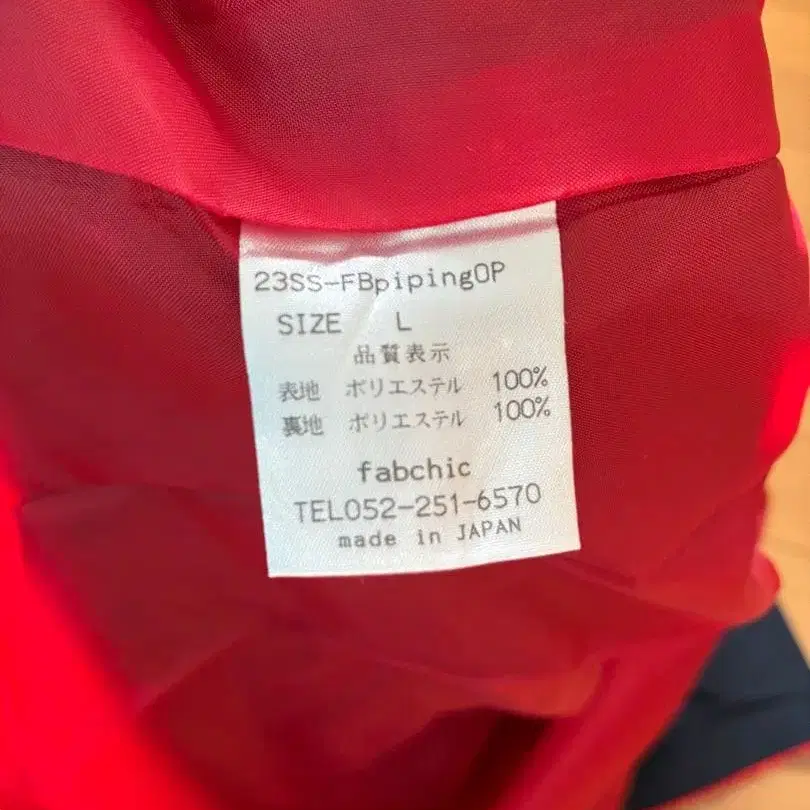 23SS-FBpipingOP
SIZE L
品質表示
表地 ポリエステル 100%
裏地 ポリエステル 100%
fabchic
TEL052-251-6570
made in JAPAN